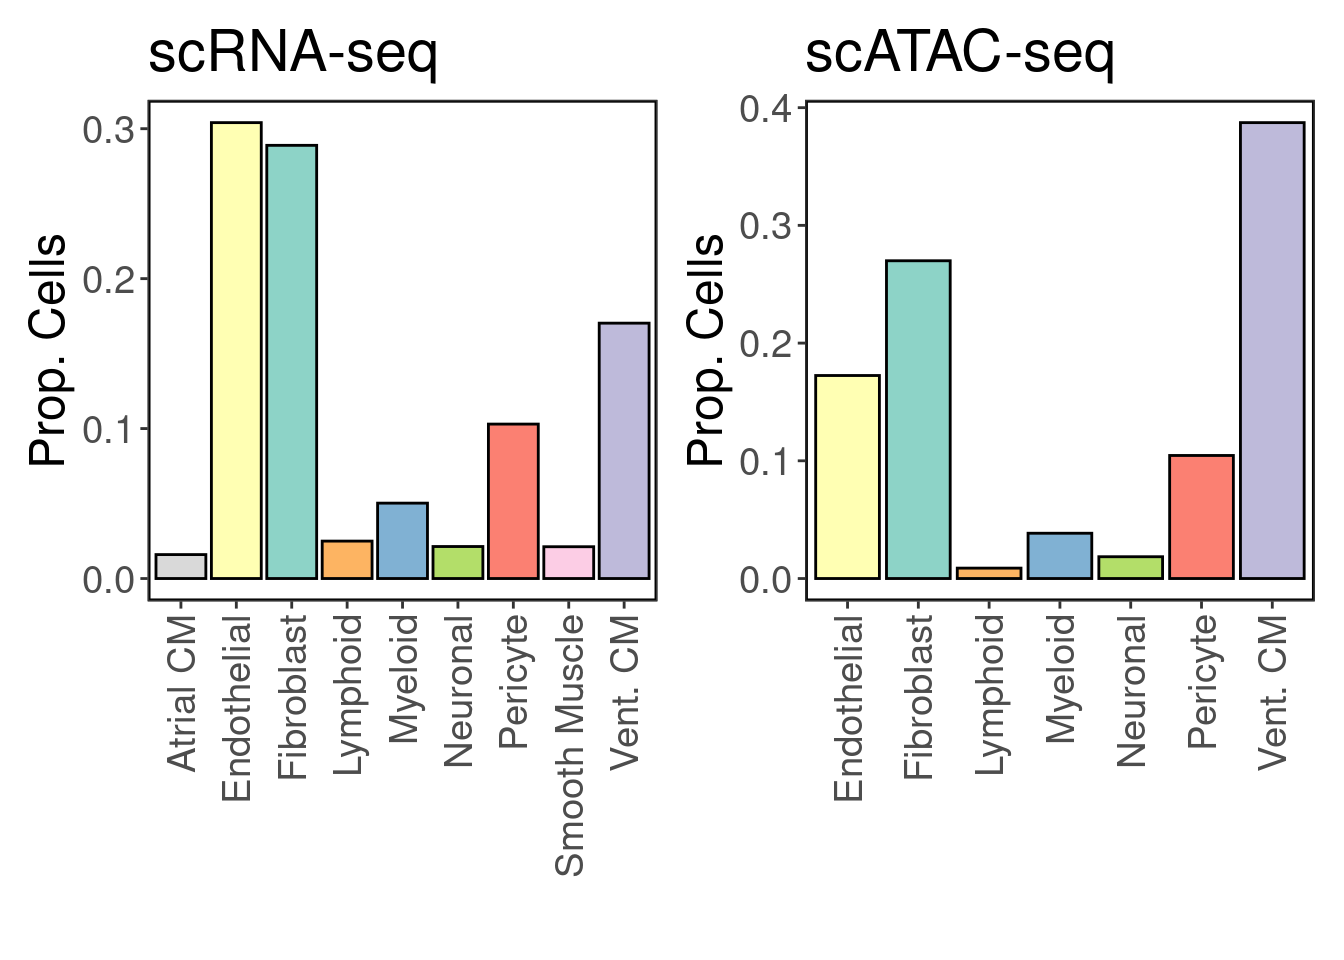 scRNA-seq
Prop. Cells
0.3
0.2
0.1
0.0
Atrial CM
Endothelial
Fibroblast
Lymphoid
Myeloid
Neuronal
Pericyte
Smooth Muscle
Vent. CM
scATAC-seq
Prop. Cells
0.4
0.3
0.2
0.1
0.0
Endothelial
Fibroblast
Lymphoid
Myeloid
Neuronal
Pericyte
Vent. CM